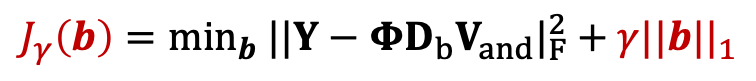 J_γ(b) = min_b ||Y − ΦD_bV_and|_F^2 + γ||b||_1